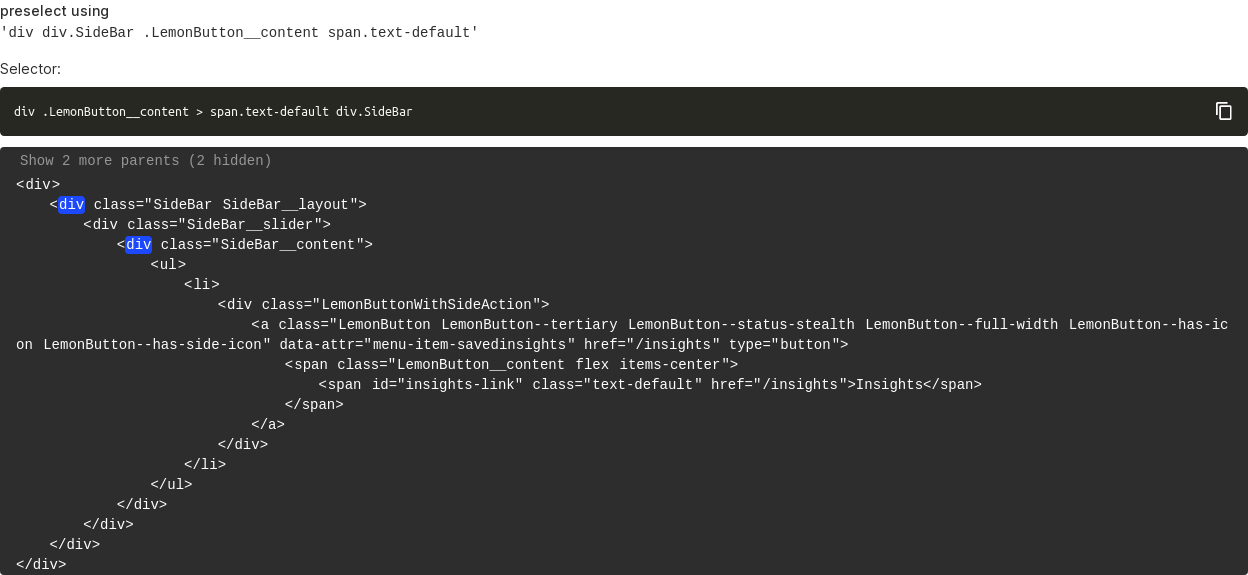 preselect using
'div div.SideBar .LemonButton__content span.text-default'
Selector:
div .LemonButton__content > span.text-default div.SideBar
Show 2 more parents (2 hidden)
<div>
<div class="SideBar SideBar__layout">
<div class="SideBar__slider">
<div class="SideBar__content">
<ul>
<li>
<div class="LemonButtonWithSideAction">
<a class="LemonButton LemonButton--tertiary LemonButton--status-stealth LemonButton--full-width LemonButton--has-ic
on LemonButton--has-side-icon" data-attr="menu-item-savedinsights" href="/insights" type="button">
<span class="LemonButton__content flex items-center">
<span id="insights-link" class="text-default" href="/insights">Insights</span>
</span>
</a>
</div>
</li>
</ul>
</div>
</div>
</div>
</div>